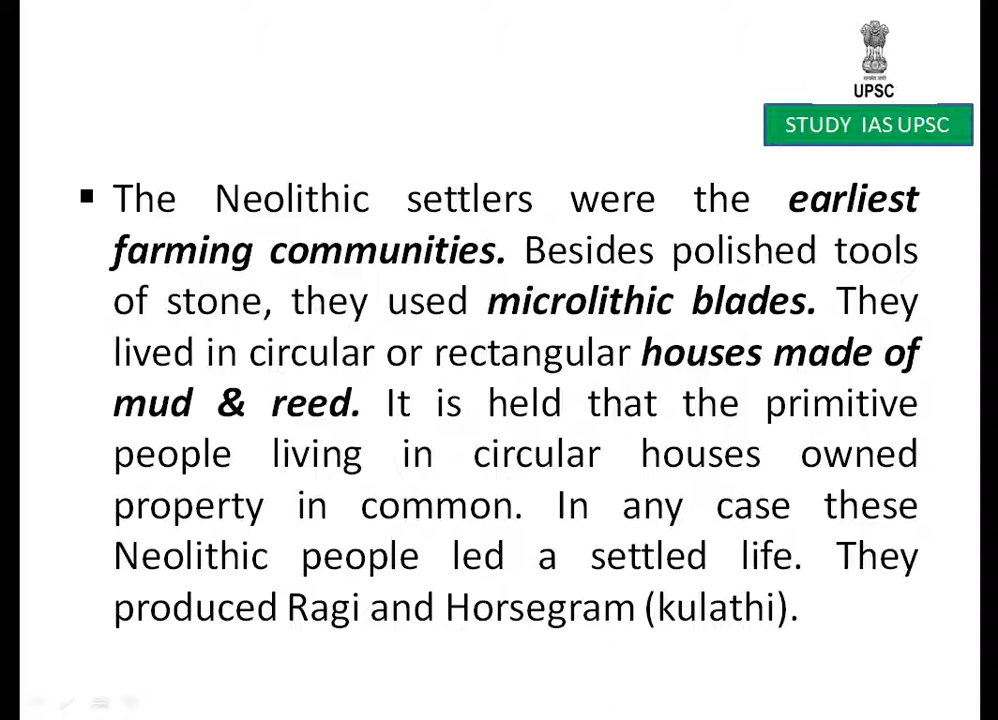 UPSC
STUDY IAS UPSC
▪ The Neolithic settlers were the earliest
farming communities. Besides polished tools
of stone, they used microlithic blades. They
lived in circular or rectangular houses made of
mud & reed. It is held that the primitive
people living in circular houses owned
property in common. In any case these
Neolithic people led a settled life. They
produced Ragi and Horsegram (kulathi).